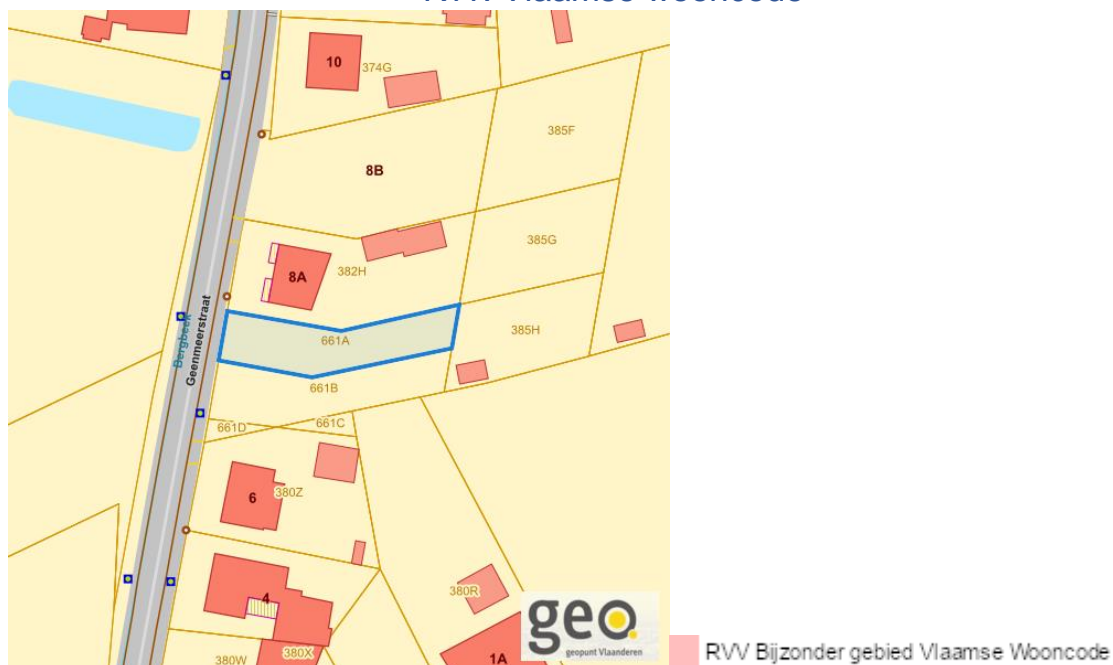 RVV Vlaamse wooncode
10
374G
385F
8B
385G
8A
382H
385H
661A
Bergbeek
Geenmeerstraat
661B
661D
661C
6
380Z
4
380R
380W
380X
1A
geo
geopunt Vlaanderen
RVV Bijzonder gebied Vlaamse Wooncode